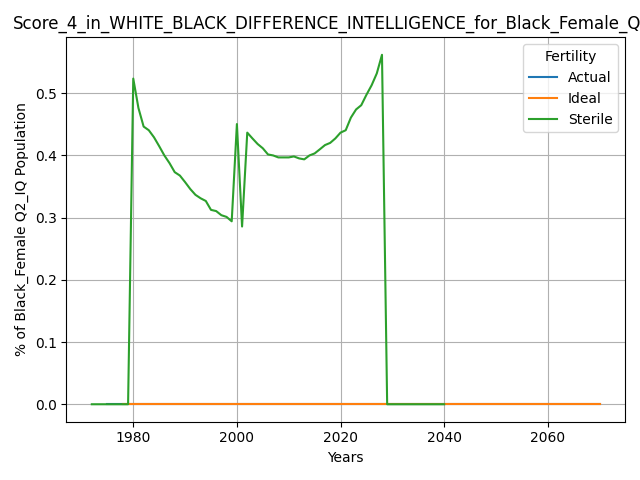 Score_4_in_WHITE_BLACK_DIFFERENCE_INTELLIGENCE_for_Black_Female_Q
% of Black_Female Q2_IQ Population
Fertility
Actual
Ideal
Sterile
0.5
0.4
0.3
0.2
0.1
0.0
1980 2000 2020 2040 2060
Years